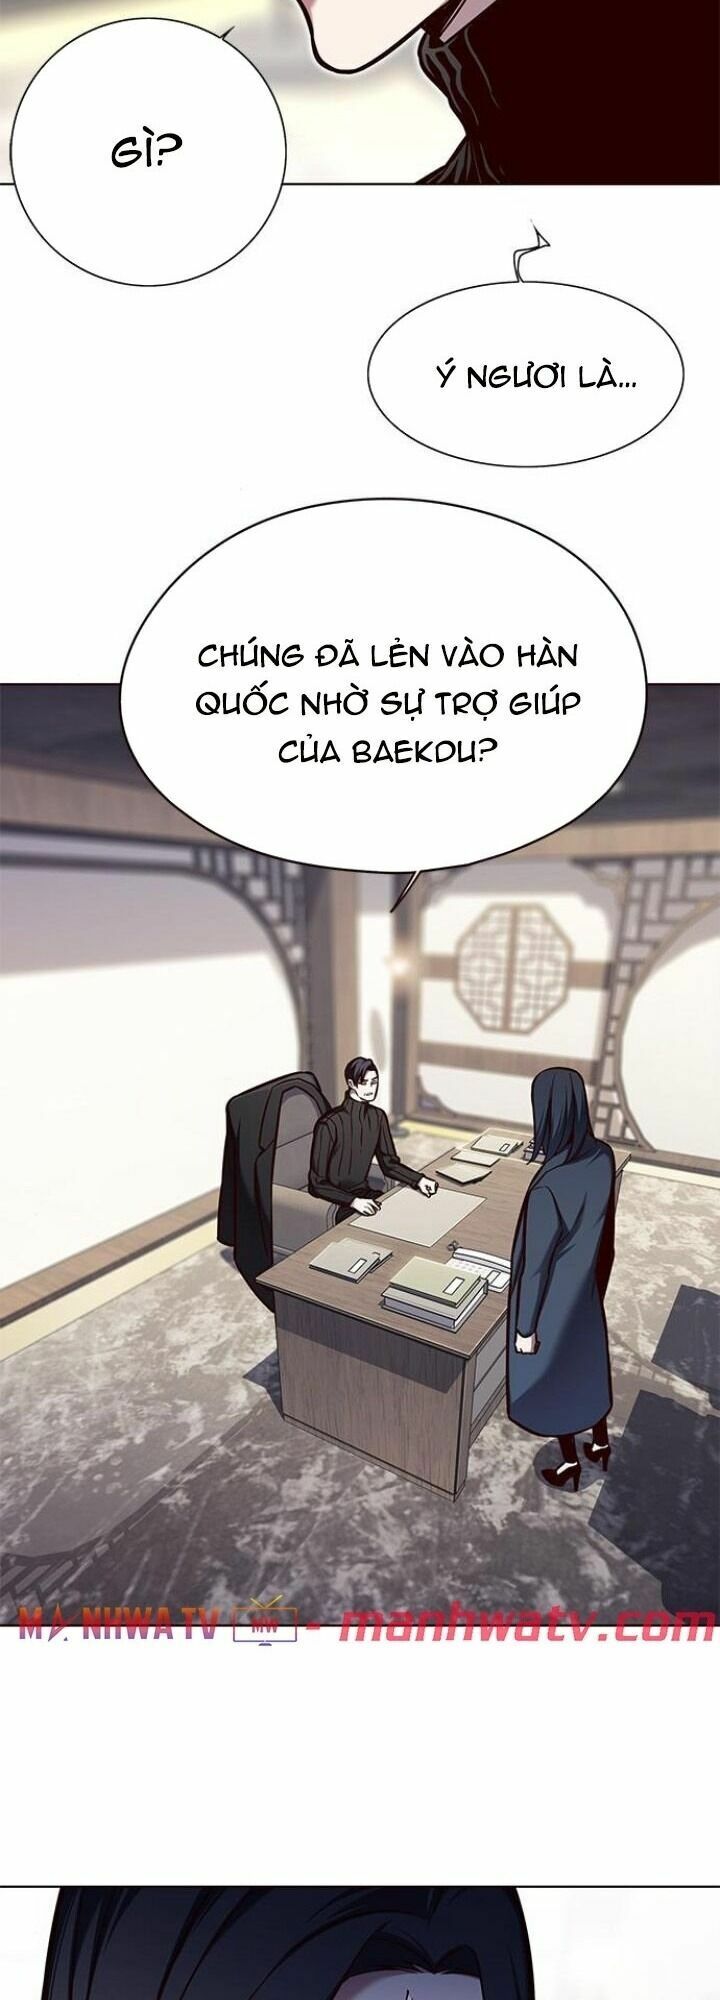 GÌ?
Ý NGƯƠI LÀ...
CHÚNG ĐÃ LẺN VÀO HÀN
QUỐC NHỜ SỰ TRỢ GIÚP
CỦA BAEKDU?
MANHWA TV MW - manhwatv.com